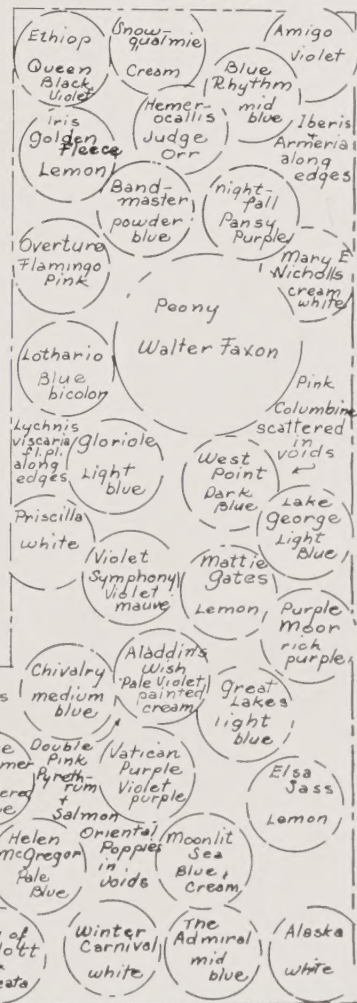 Ethiop
Queen
Black
Violet
Snow-
qualmie
Cream
Amigo
Violet
Blue
Rhythm
mid
blue
Iris
Golden
Fleece
Lemon
Hemer-
ocallis
Judge
Orr
Iberis
+
Armeria
along
edges
Band-
master
powder
blue
night-
fall
Pansy
Purple
Overture
Flamingo
Pink
Mary E.
Nicholls
cream
white
Peony
Walter Faxon
Lothario
Blue
bicolor
Pink
Columbine
scattered
in
voids
Lychnis
viscaria
fl.pl.
along
edges
Gloriole
Light
blue
West
Point
Dark
Blue
Lake
George
Light
Blue
Priscilla
white
Violet
Symphony
Violet
mauve
Mattie
Gates
Lemon
Purple
Moon
rich
purple
Chivalry
medium
blue
Aladdin's
Wish
Pale Violet
painted
cream
Great
Lakes
light
blue
Double
Pink
Pyreth-
rum
+
Salmon
Oriental
Poppies
in
voids
Vatican
Purple
Violet
purple
Elsa
Sass
Lemon
Helen
McGregor
Pale
Blue
Moonlit
Sea
Blue,
Cream
of
Winter
Carnival
white
The
Admiral
mid
blue
Alaska
white